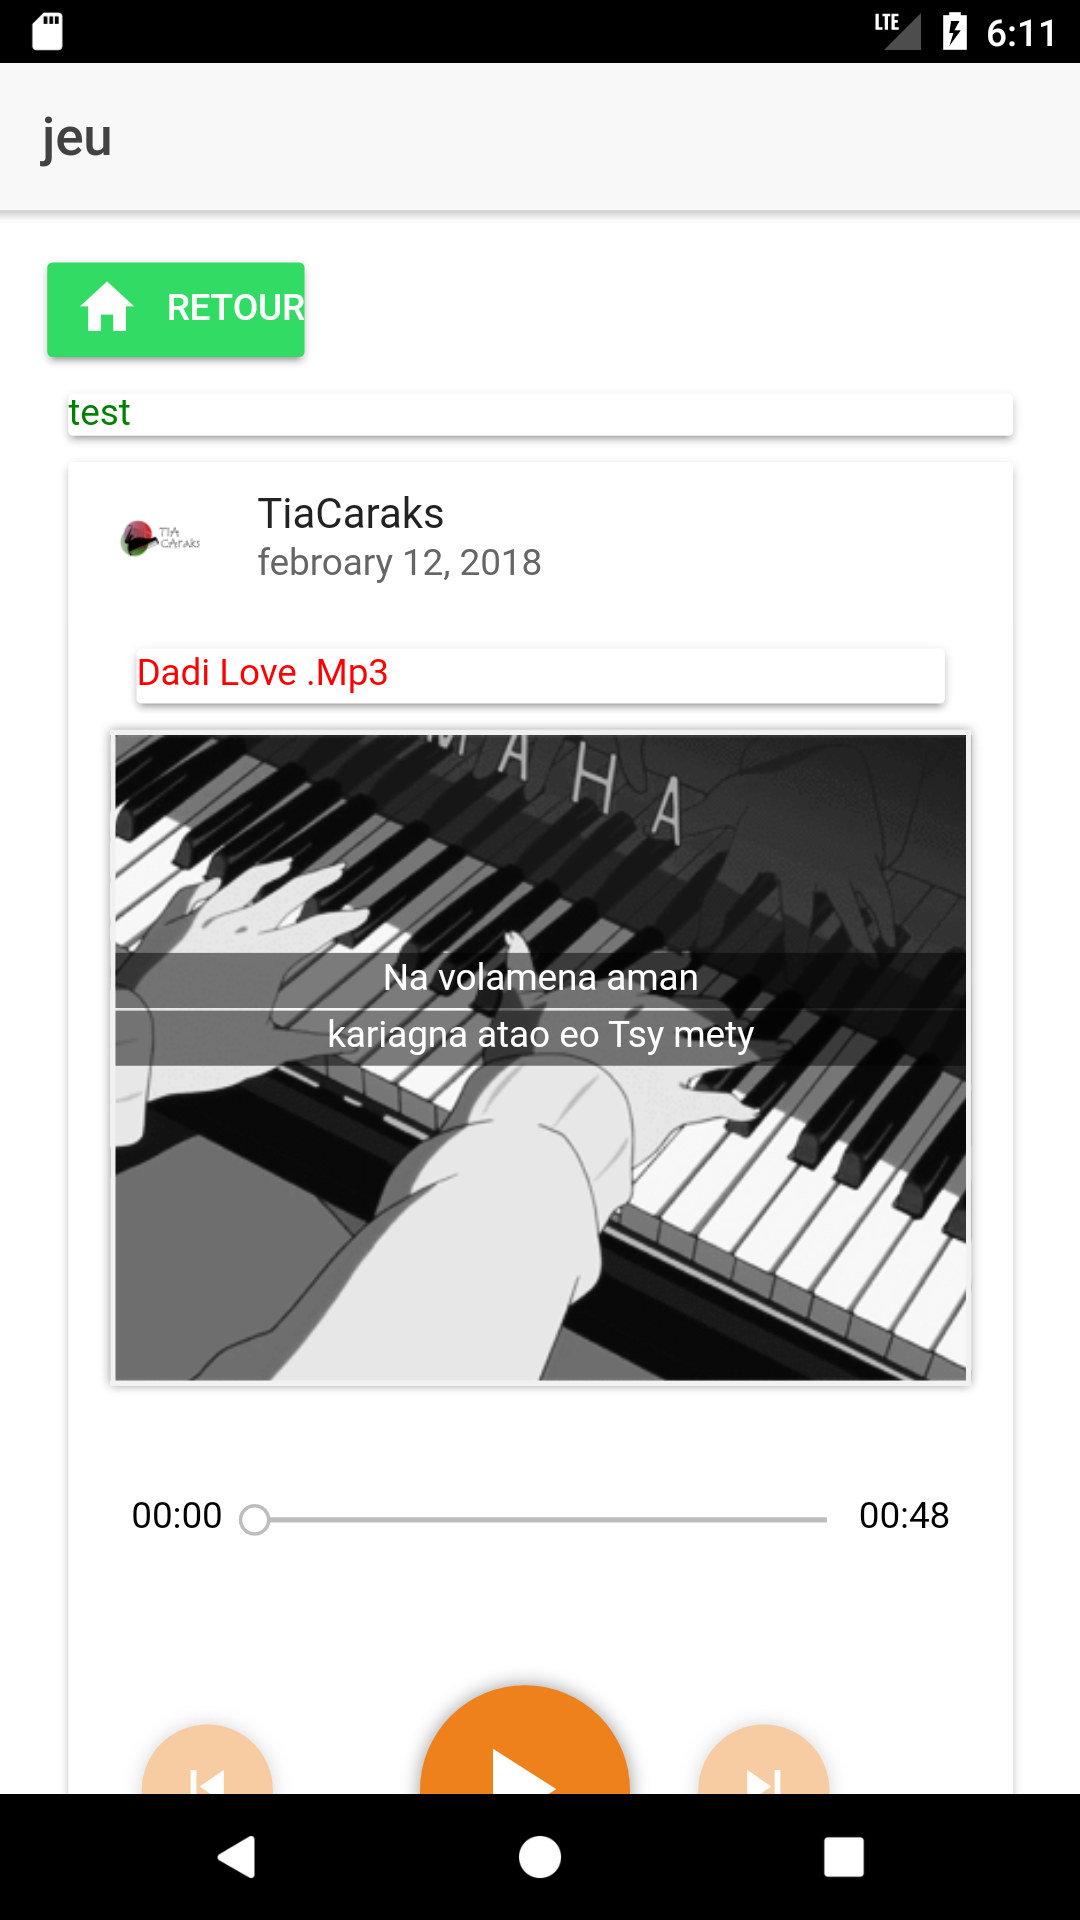 LTE 6:11
jeu
RETOUR
test
TiaCaraks
TIA
CAraks
febroary 12, 2018
Dadi Love .Mp3
M A H A
Na volamena aman
kariagna atao eo Tsy mety
00:00 00:48